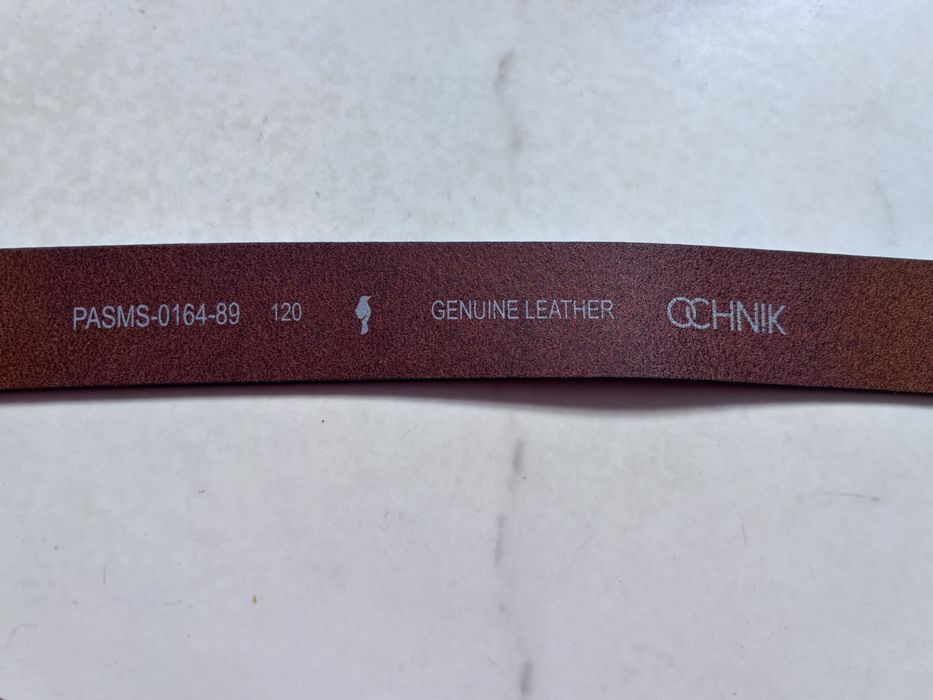 PASMS-0164-89 120 GENUINE LEATHER OCHNIK